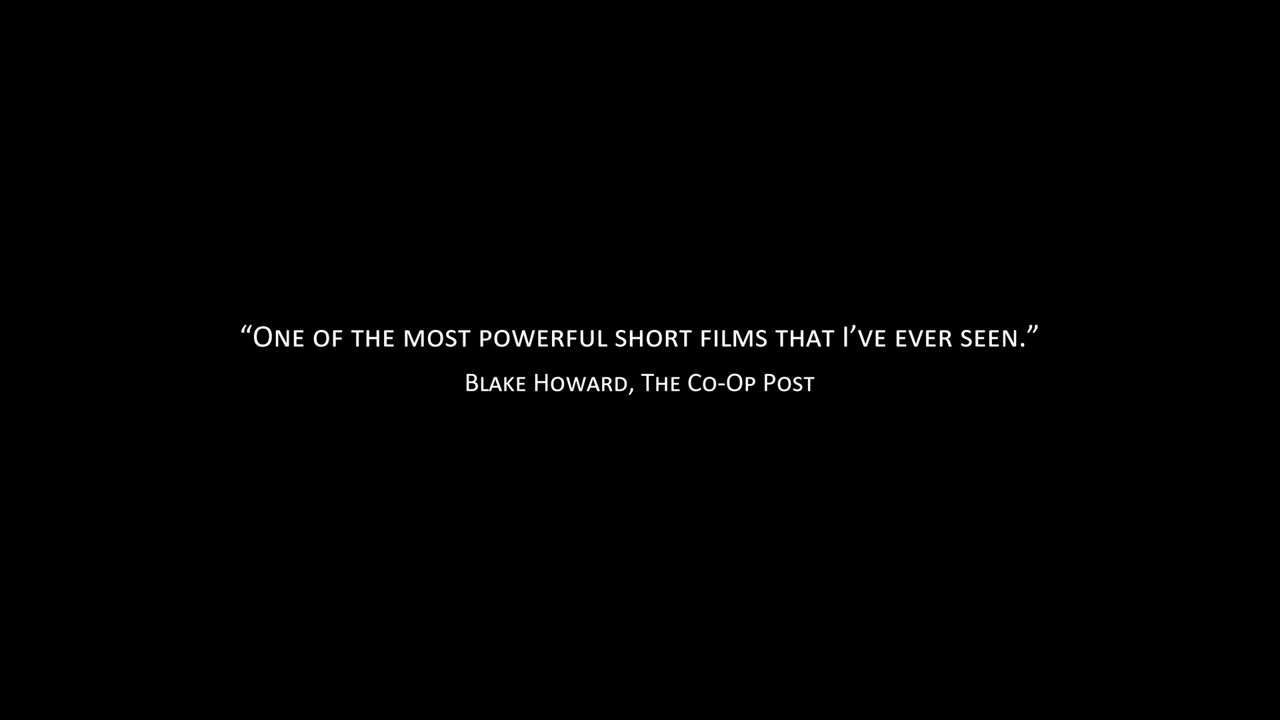 “One of the most powerful short films that I’ve ever seen.”
Blake Howard, The Co-Op Post